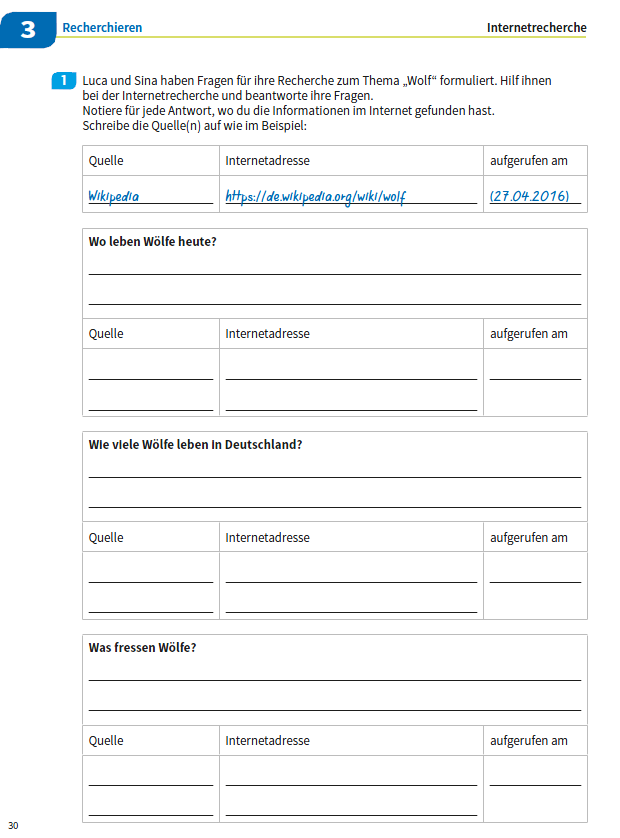 3 Recherchieren Internetrecherche
1 Luca und Sina haben Fragen für ihre Recherche zum Thema „Wolf“ formuliert. Hilf ihnen
bei der Internetrecherche und beantworte ihre Fragen.
Notiere für jede Antwort, wo du die Informationen im Internet gefunden hast.
Schreibe die Quelle(n) auf wie im Beispiel:
Quelle Internetadresse aufgerufen am
Wikipedia https://de.wikipedia.org/wiki/wolf (27.04.2016)
Wo leben Wölfe heute?
Quelle Internetadresse aufgerufen am
Wie viele Wölfe leben in Deutschland?
Quelle Internetadresse aufgerufen am
Was fressen Wölfe?
Quelle Internetadresse aufgerufen am
30